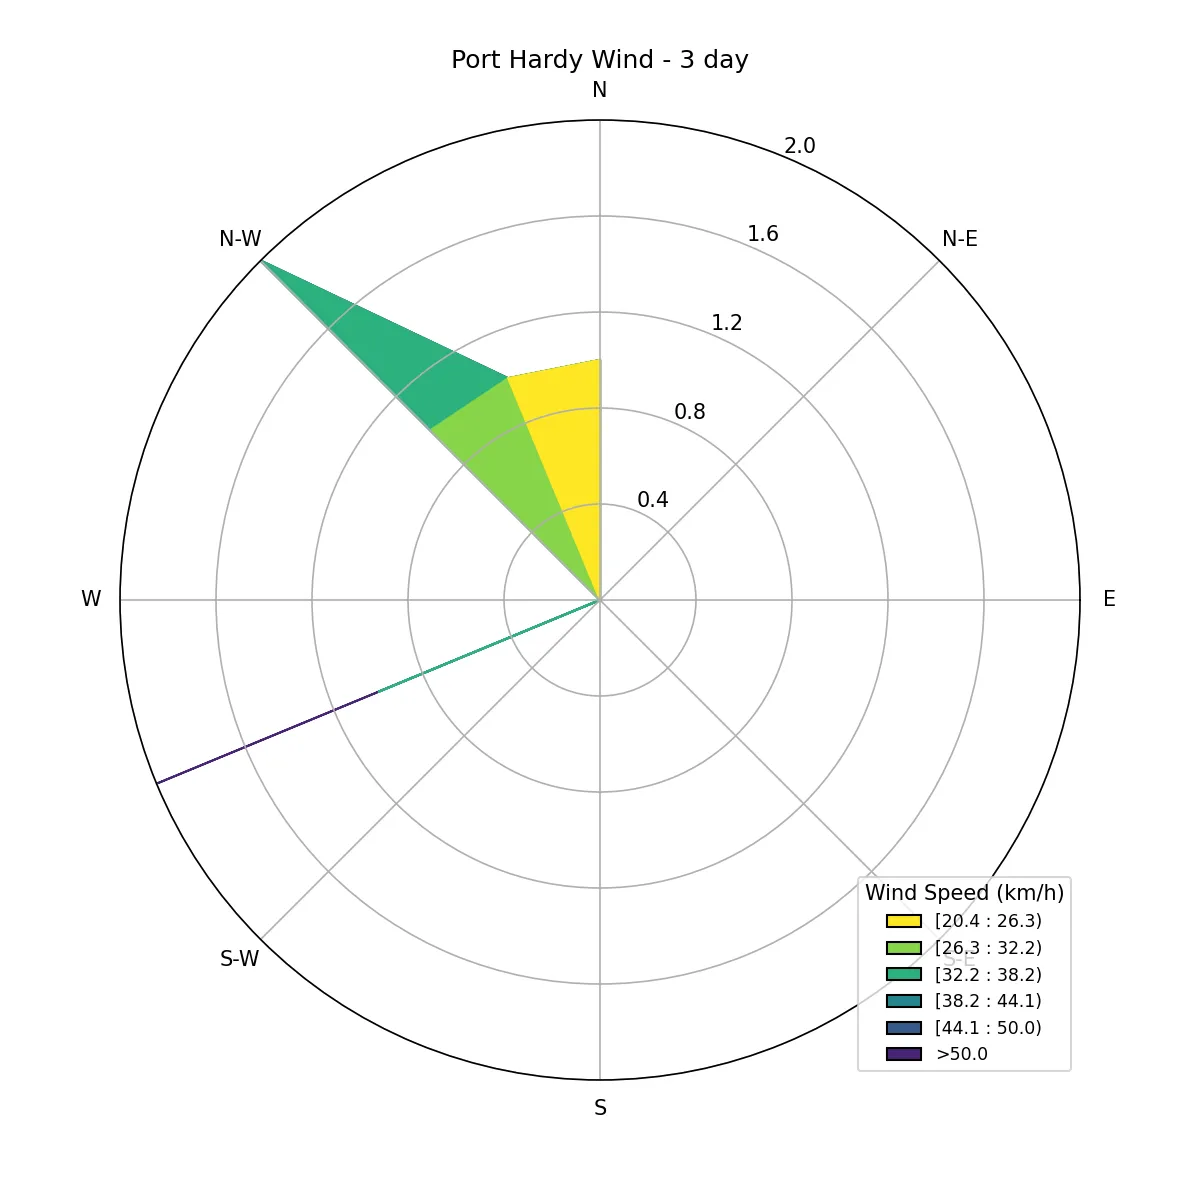 Port Hardy Wind - 3 day
N
2.0
1.6
N-W
N-E
1.2
0.8
0.4
W
E
S-W
S-E
S
Wind Speed (km/h)
[20.4 : 26.3)
[26.3 : 32.2)
[32.2 : 38.2)
[38.2 : 44.1)
[44.1 : 50.0)
>50.0